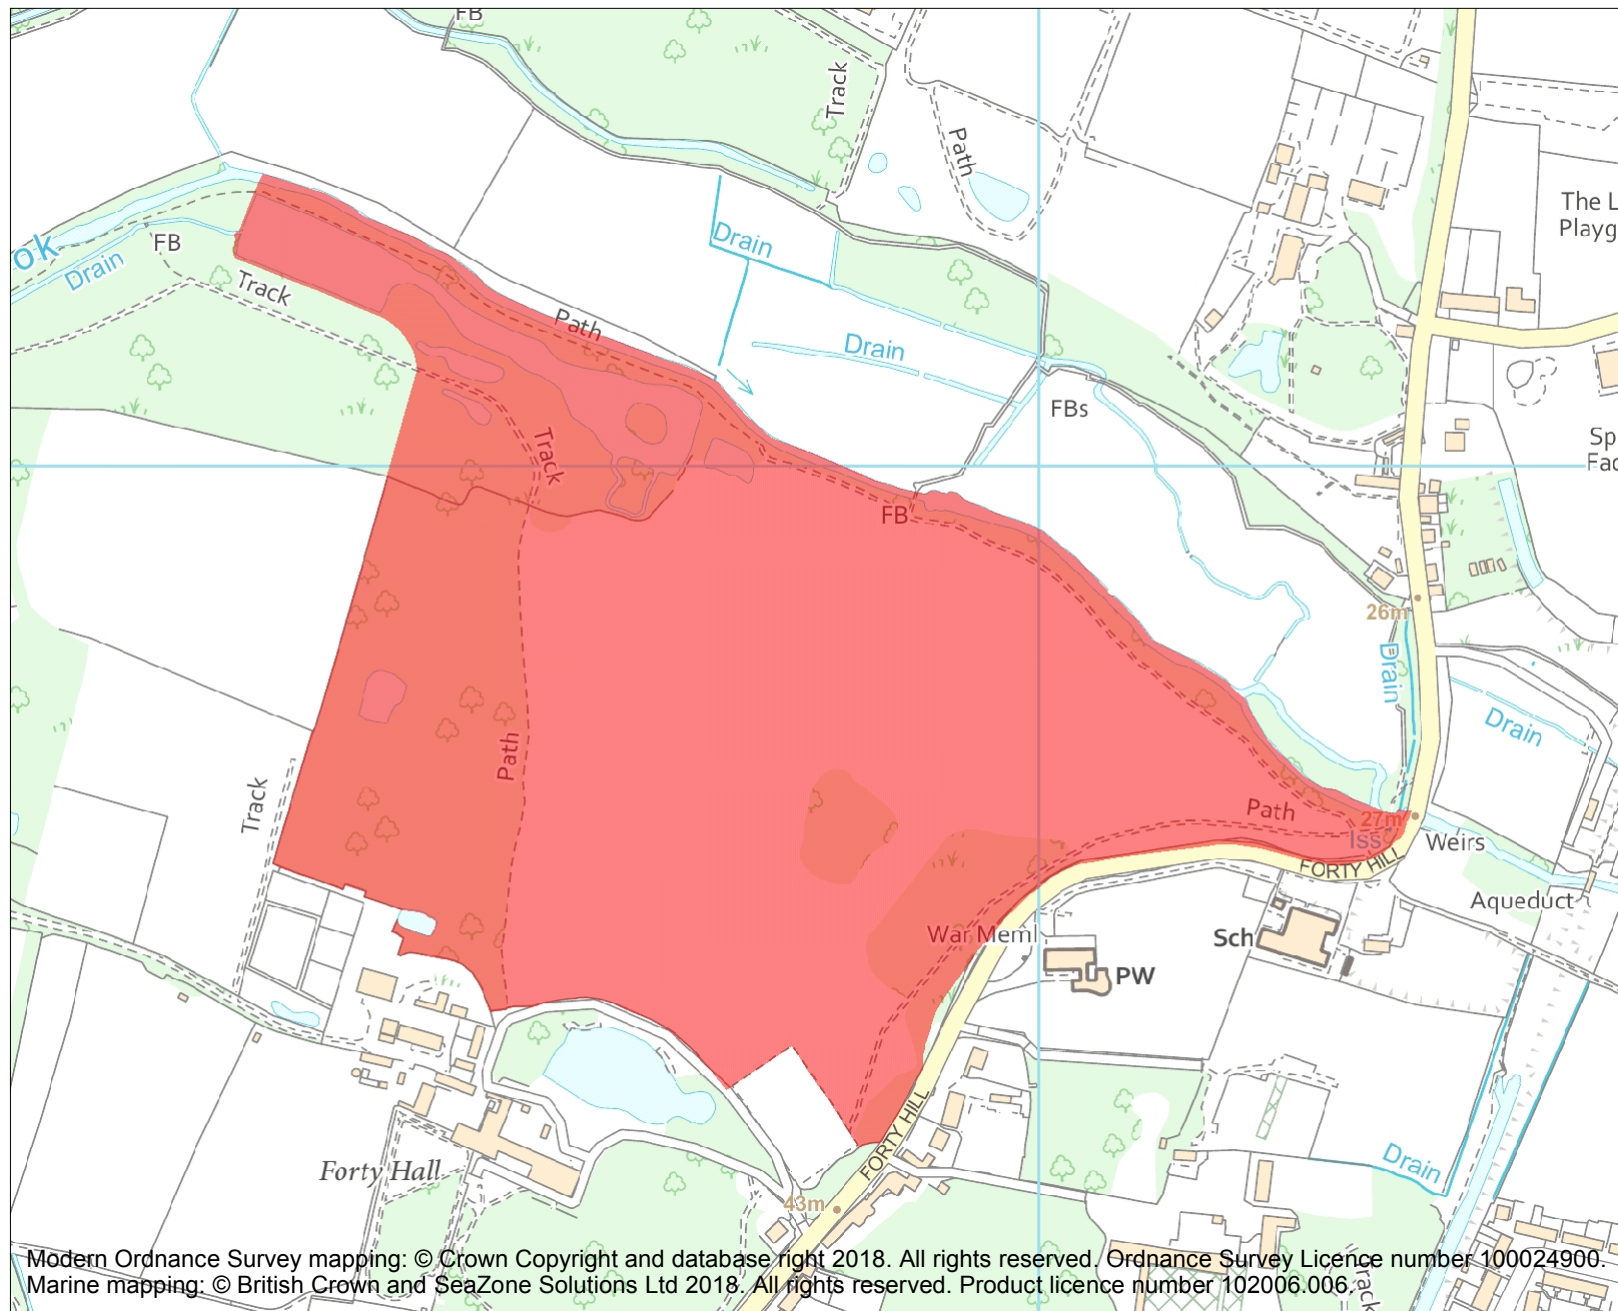 FB
Track
Path
The L
Playg
Drain
ok
FB
Drain
Track
Path
Drain
FBs
Track
Sp
Fac
FB
26m
Drain
Drain
Path
Track
Path
27m
Iss
Weirs
FORTY HILL
Aqueduct
War Meml
Sch
PW
FORTY HILL
Drain
Forty Hall
43m
Track
Modern Ordnance Survey mapping: © Crown Copyright and database right 2018. All rights reserved. Ordnance Survey Licence number 100024900.
Marine mapping: © British Crown and SeaZone Solutions Ltd 2018. All rights reserved. Product licence number 102006.006.